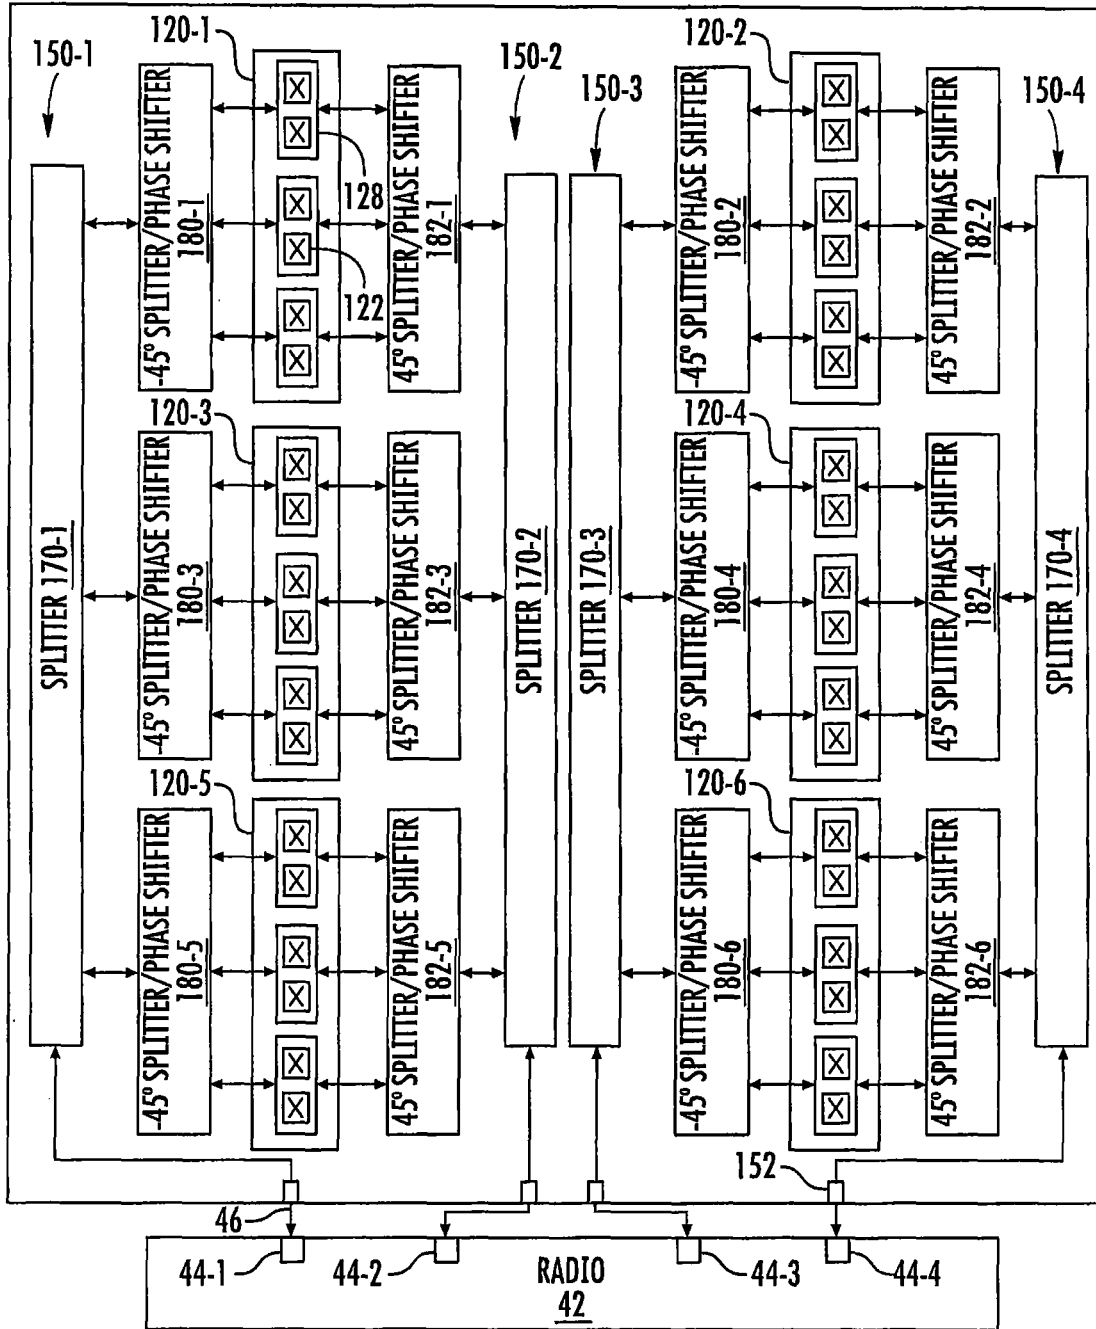 150-1
120-1
150-2
150-3
120-2
150-4
-45° SPLITTER/PHASE SHIFTER
180-1
128
122
45° SPLITTER/PHASE SHIFTER
182-1
-45° SPLITTER/PHASE SHIFTER
180-2
45° SPLITTER/PHASE SHIFTER
182-2
120-3
120-4
SPLITTER 170-1
-45° SPLITTER/PHASE SHIFTER
180-3
45° SPLITTER/PHASE SHIFTER
182-3
SPLITTER 170-2
SPLITTER 170-3
-45° SPLITTER/PHASE SHIFTER
180-4
45° SPLITTER/PHASE SHIFTER
182-4
SPLITTER 170-4
120-5
120-6
-45° SPLITTER/PHASE SHIFTER
180-5
45° SPLITTER/PHASE SHIFTER
182-5
-45° SPLITTER/PHASE SHIFTER
180-6
45° SPLITTER/PHASE SHIFTER
182-6
152
46
44-1
44-2
RADIO
42
44-3
44-4